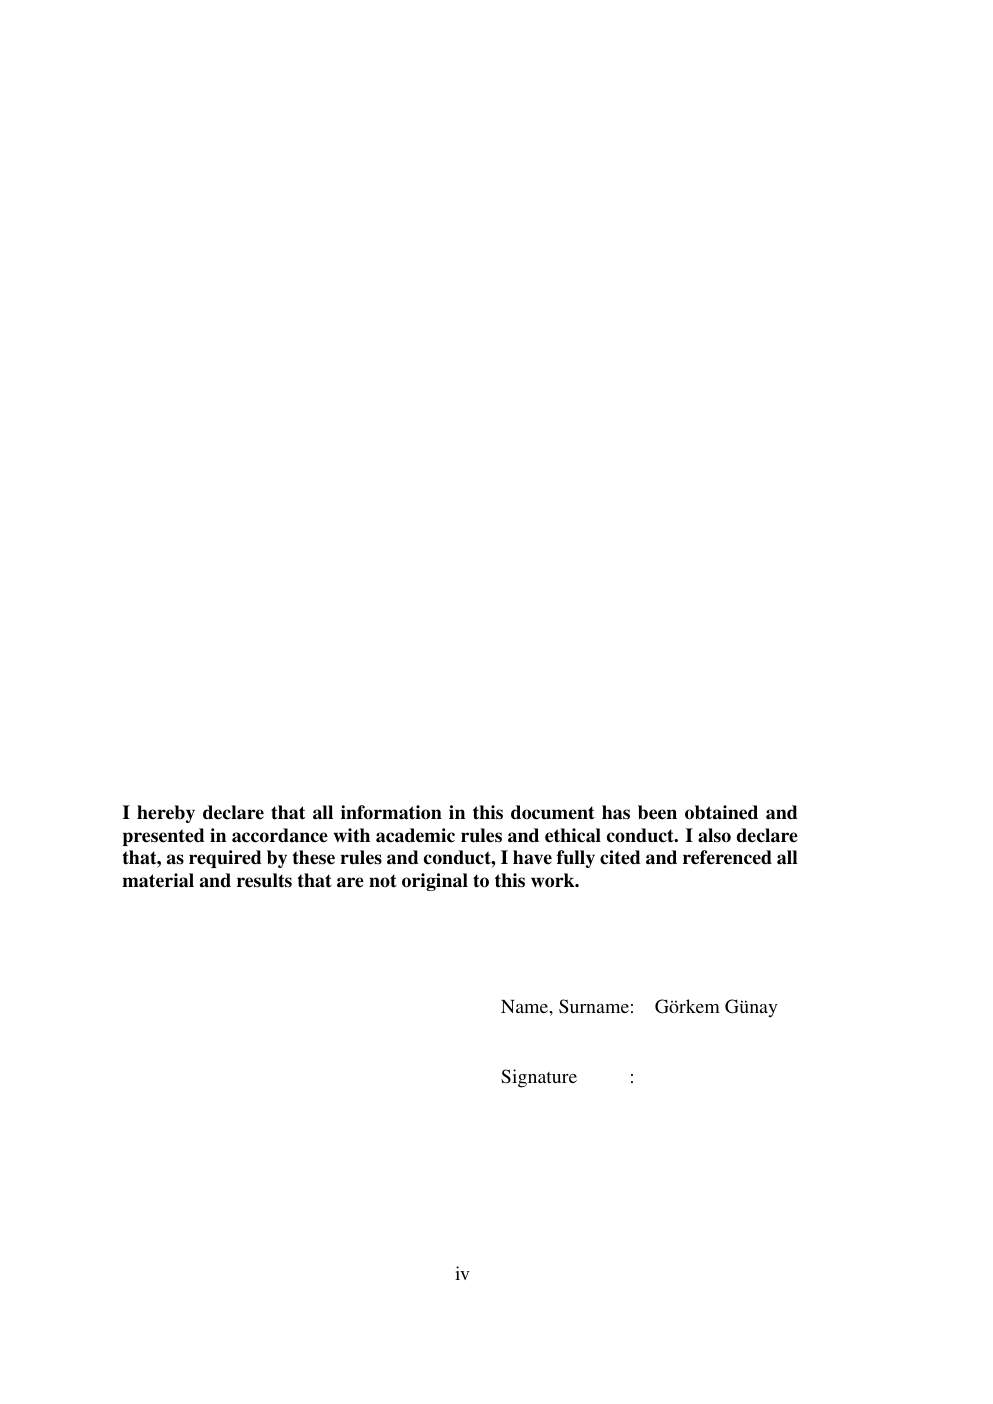 I hereby declare that all information in this document has been obtained and
presented in accordance with academic rules and ethical conduct. I also declare
that, as required by these rules and conduct, I have fully cited and referenced all
material and results that are not original to this work.
Name, Surname: Görkem Günay
Signature :
iv